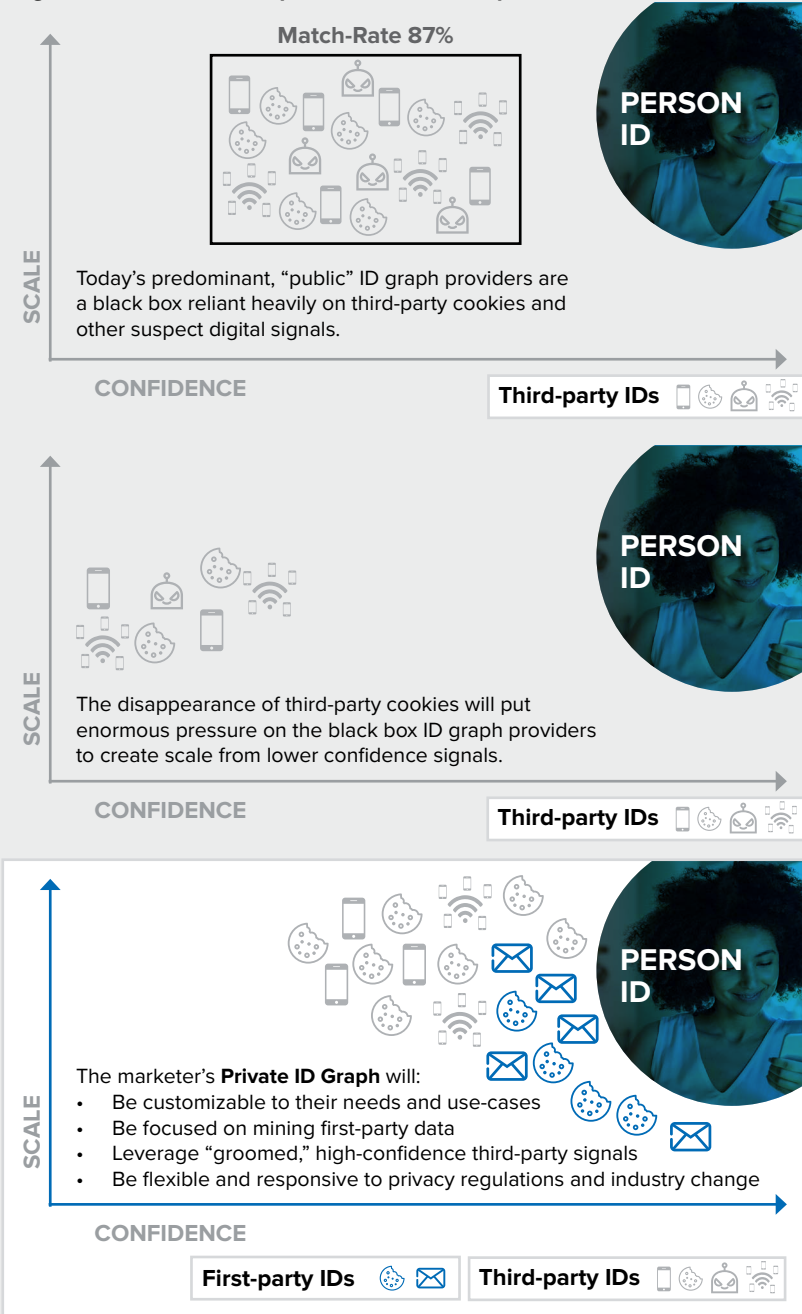 Match-Rate 87%
PERSON
ID
SCALE
Today’s predominant, “public” ID graph providers are
a black box reliant heavily on third-party cookies and
other suspect digital signals.
CONFIDENCE
Third-party IDs
PERSON
ID
SCALE
The disappearance of third-party cookies will put
enormous pressure on the black box ID graph providers
to create scale from lower confidence signals.
CONFIDENCE
Third-party IDs
PERSON
ID
SCALE
The marketer’s Private ID Graph will:
• Be customizable to their needs and use-cases
• Be focused on mining first-party data
• Leverage “groomed,” high-confidence third-party signals
• Be flexible and responsive to privacy regulations and industry change
CONFIDENCE
First-party IDs
Third-party IDs